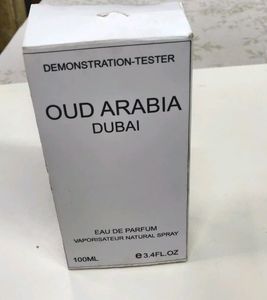 DEMONSTRATION-TESTER
OUD ARABIA
DUBAI
EAU DE PARFUM
VAPORISATEUR NATURAL SPRAY
100ML ℮ 3.4FL.OZ